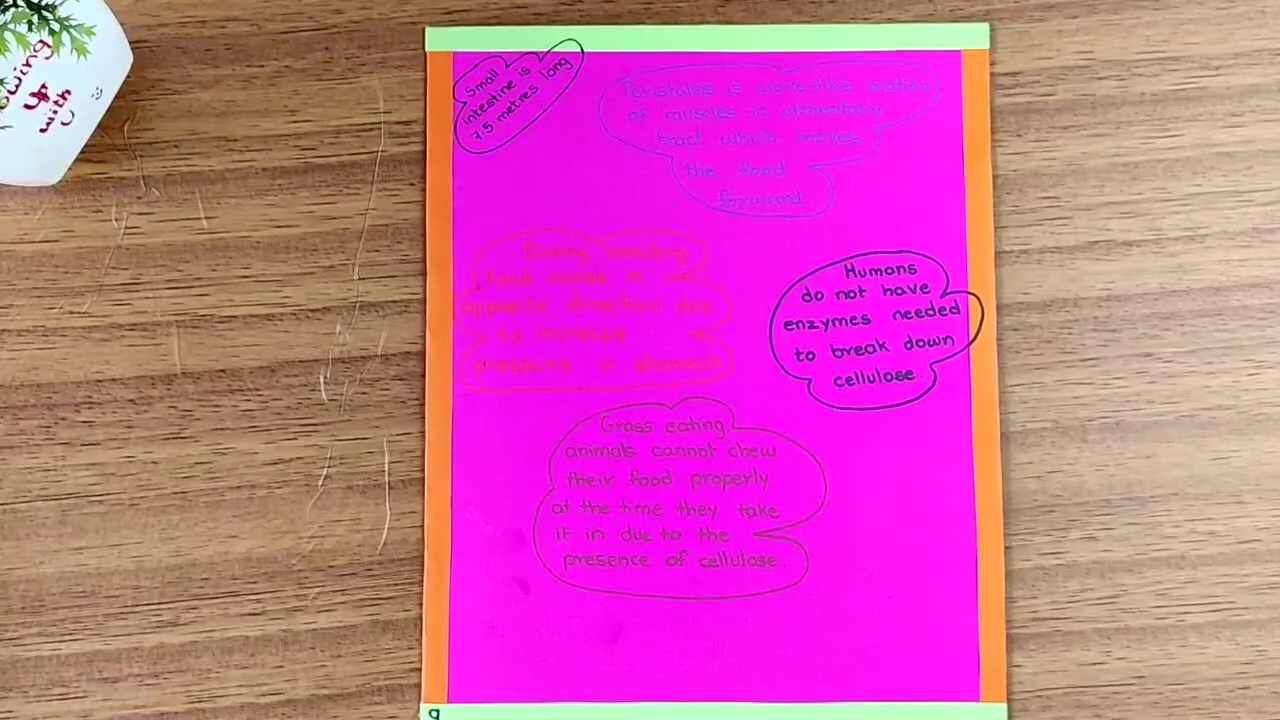 Small
intestine is
7.5 metres long
Peristalsis is wave-like motion
of muscles in alimentary
tract which moves
the food
forward.
During vomiting
food moves in
opposite direction due
to increase
pressure in stomach
Humans
do not have
enzymes needed
to break down
cellulose.
Grass eating
animals cannot chew
their food properly
at the time they take
it in due to the
presence of cellulose.
up
with
9